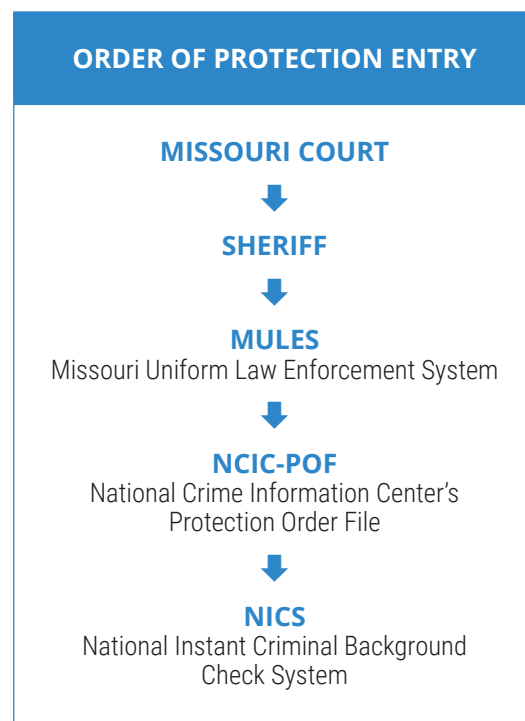 ORDER OF PROTECTION ENTRY
MISSOURI COURT
SHERIFF
MULES
Missouri Uniform Law Enforcement System
NCIC-POF
National Crime Information Center’s
Protection Order File
NICS
National Instant Criminal Background
Check System